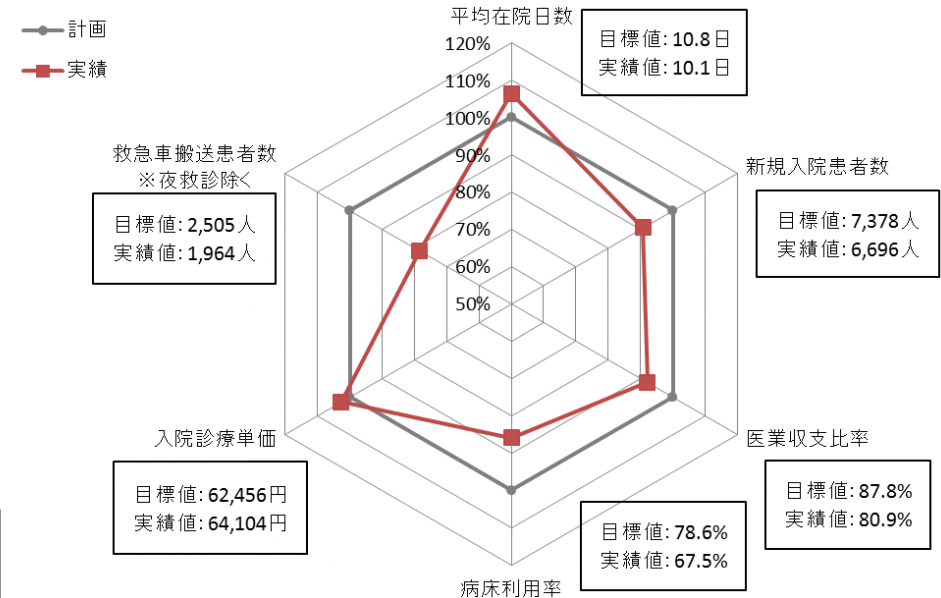 計画
実績
平均在院日数
目標値:10.8日
実績値:10.1日
120%
110%
100%
90%
80%
70%
60%
50%
新規入院患者数
目標値:7,378人
実績値:6,696人
医業収支比率
目標値:87.8%
実績値:80.9%
病床利用率
目標値:78.6%
実績値:67.5%
入院診療単価
目標値:62,456円
実績値:64,104円
救急車搬送患者数
※夜救診除く
目標値:2,505人
実績値:1,964人